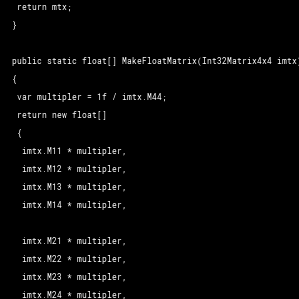 return mtx;
}
public static float[] MakeFloatMatrix(Int32Matrix4x4 imtx)
{
var multipler = 1f / imtx.M44;
return new float[]
{
imtx.M11 * multipler,
imtx.M12 * multipler,
imtx.M13 * multipler,
imtx.M14 * multipler,
imtx.M21 * multipler,
imtx.M22 * multipler,
imtx.M23 * multipler,
imtx.M24 * multipler,